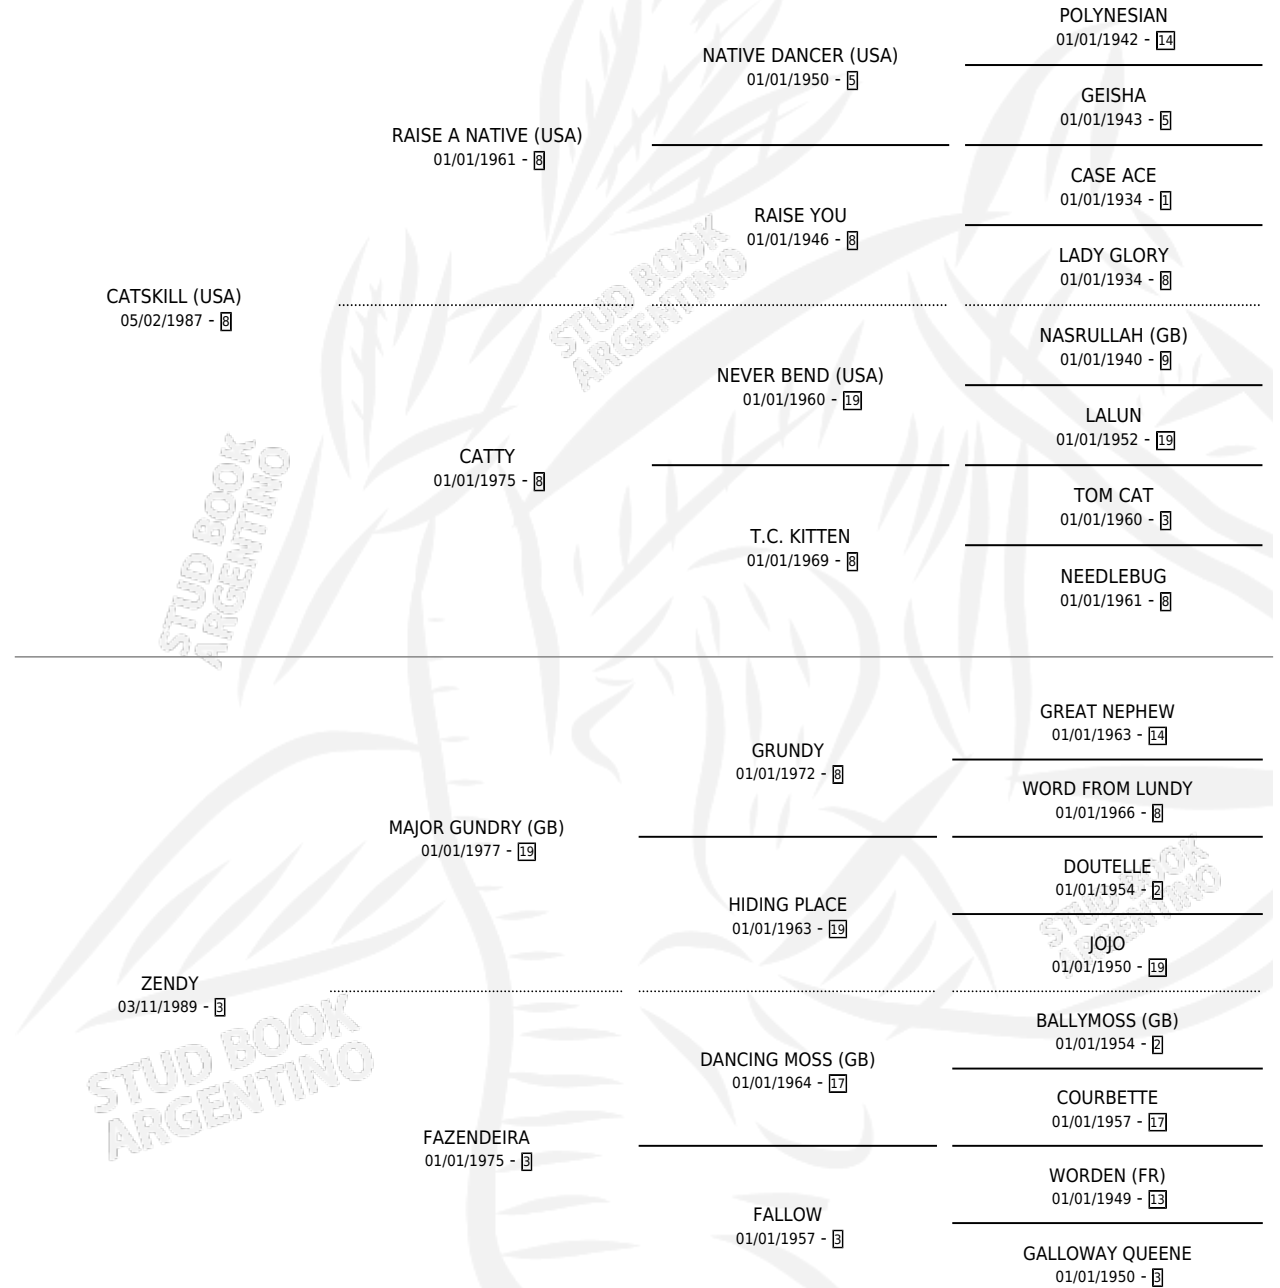 POLYNESIAN
01/01/1942 - 14
NATIVE DANCER (USA)
01/01/1950 - 5
GEISHA
01/01/1943 - 5
RAISE A NATIVE (USA)
01/01/1961 - 8
CASE ACE
01/01/1934 - 1
RAISE YOU
01/01/1946 - 8
LADY GLORY
01/01/1934 - 8
CATSKILL (USA)
05/02/1987 - 8
NASRULLAH (GB)
01/01/1940 - 9
NEVER BEND (USA)
01/01/1960 - 19
LALUN
01/01/1952 - 19
CATTY
01/01/1975 - 8
TOM CAT
01/01/1960 - 3
T.C. KITTEN
01/01/1969 - 8
NEEDLEBUG
01/01/1961 - 8
STUD BOOK
ARGENTINO
STUD BOOK
ARGENTINO
GREAT NEPHEW
01/01/1963 - 14
GRUNDY
01/01/1972 - 8
WORD FROM LUNDY
01/01/1966 - 8
MAJOR GUNDRY (GB)
01/01/1977 - 19
DOUTELLE
01/01/1954 - 2
HIDING PLACE
01/01/1963 - 19
JOJO
01/01/1950 - 19
ZENDY
03/11/1989 - 3
BALLYMOSS (GB)
01/01/1954 - 2
DANCING MOSS (GB)
01/01/1964 - 17
COURBETTE
01/01/1957 - 17
FAZENDEIRA
01/01/1975 - 3
WORDEN (FR)
01/01/1949 - 13
FALLOW
01/01/1957 - 3
GALLOWAY QUEENE
01/01/1950 - 3
STUD BOOK
ARGENTINO
STUD BOOK
ARGENTINO